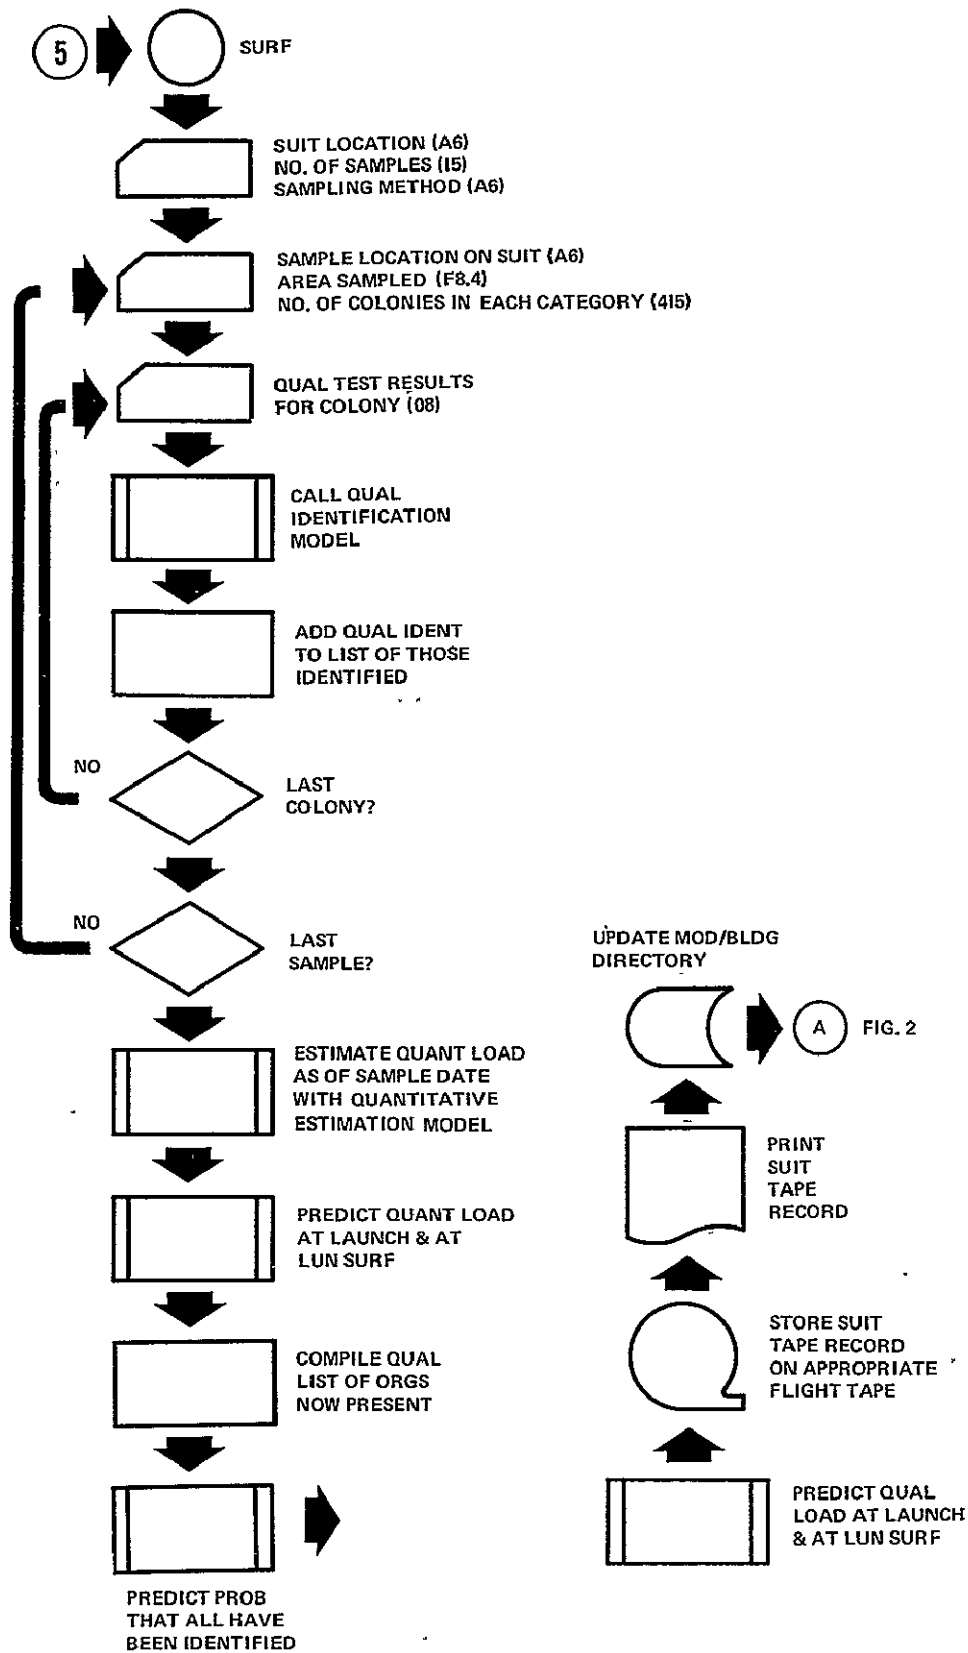 5
SURF
SUIT LOCATION (A6)
NO. OF SAMPLES (I5)
SAMPLING METHOD (A6)
SAMPLE LOCATION ON SUIT (A6)
AREA SAMPLED (F8.4)
NO. OF COLONIES IN EACH CATEGORY (4I5)
QUAL TEST RESULTS
FOR COLONY (08)
CALL QUAL
IDENTIFICATION
MODEL
ADD QUAL IDENT
TO LIST OF THOSE
IDENTIFIED
NO
LAST
COLONY?
NO
LAST
SAMPLE?
ESTIMATE QUANT LOAD
AS OF SAMPLE DATE
WITH QUANTITATIVE
ESTIMATION MODEL
PREDICT QUANT LOAD
AT LAUNCH & AT
LUN SURF
COMPILE QUAL
LIST OF ORGS
NOW PRESENT
PREDICT PROB
THAT ALL HAVE
BEEN IDENTIFIED
UPDATE MOD/BLDG
DIRECTORY
A
FIG. 2
PRINT
SUIT
TAPE
RECORD
STORE SUIT
TAPE RECORD
ON APPROPRIATE
FLIGHT TAPE
PREDICT QUAL
LOAD AT LAUNCH
& AT LUN SURF